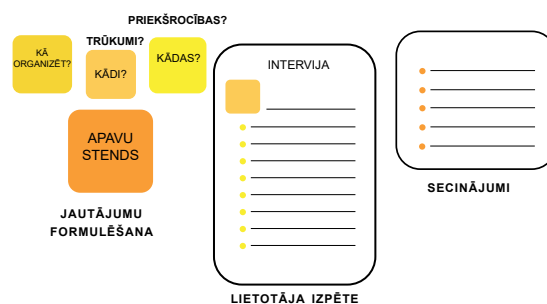 PRIEKŠROCĪBAS?
TRŪKUMI?
KĀ
ORGANIZĒT?
KĀDI?
KĀDAS?
APAVU
STENDS
JAUTĀJUMU
FORMULĒŠANA
INTERVIJA
LIETOTĀJA IZPĒTE
SECINĀJUMI